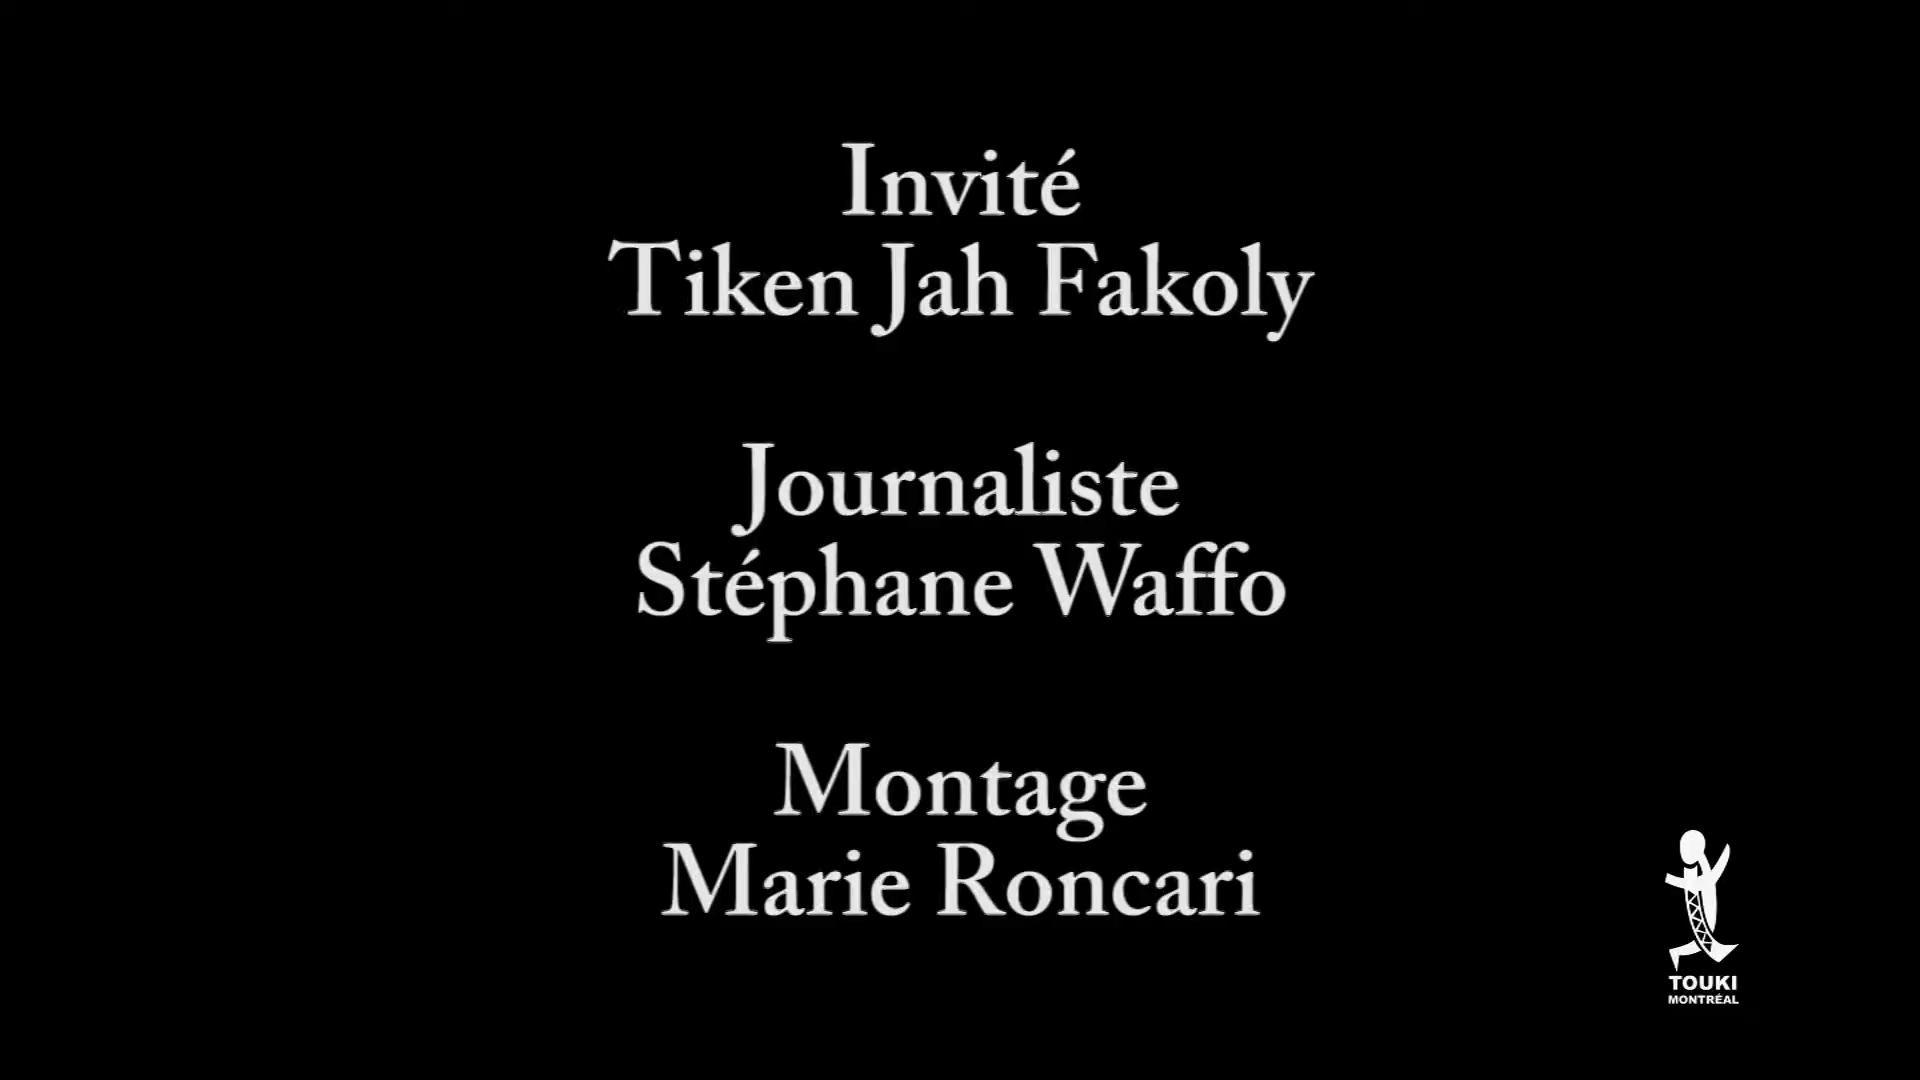 Invité
Tiken Jah Fakoly
Journaliste
Stéphane Waffo
Montage
Marie Roncari
TOUKI
MONTRÉAL